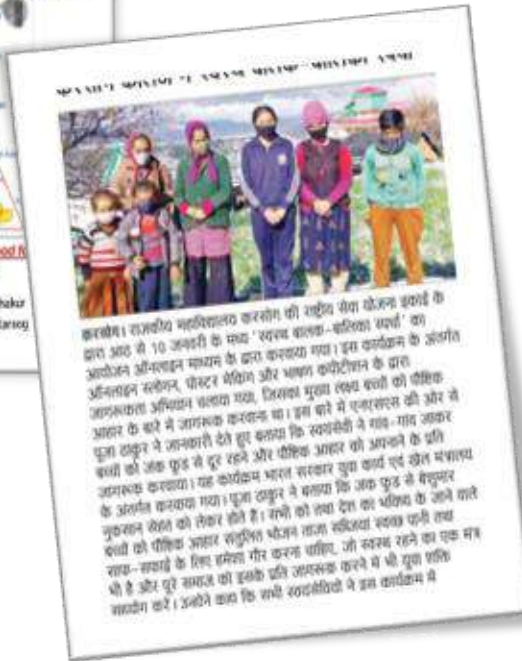 hakur
arsog
करसोग। राजकीय महाविद्यालय करसोग की राष्ट्रीय सेवा योजना इकाई के
द्वारा आठ से 10 जनवरी के मध्य 'स्वस्थ बालक-बालिका स्पर्धा' का
आयोजन ऑनलाइन माध्यम के द्वारा करवाया गया। इस कार्यक्रम के अंतर्गत
ऑनलाइन स्लोगन, पोस्टर मेकिंग और भाषण कंपीटीशन के द्वारा
जागरूकता अभियान चलाया गया, जिसका मुख्य लक्ष्य बच्चों को पौष्टिक
आहार के बारे में जागरूक करवाना था। इस बारे में एनएसएस की ओर से
पूजा ठाकुर ने जानकारी देते हुए बताया कि स्वयंसेवी ने गांव-गांव जाकर
बच्चों को जंक फूड से दूर रहने और पौष्टिक आहार को अपनाने के प्रति
जागरूक करवाया। यह कार्यक्रम भारत सरकार युवा कार्य एवं खेल मंत्रालय
के अंतर्गत करवाया गया। पूजा ठाकुर ने बताया कि जंक फूड से बेशुमार
नुकसान सेहत को लेकर होते हैं। सभी को तथा देश का भविष्य के जाने वाले
बच्चों को पौष्टिक आहार संतुलित भोजन ताजा सब्जियां स्वच्छ पानी तथा
साफ-सफाई के लिए हमेशा गौर करना चाहिए, जो स्वस्थ रहने का एक मंत्र
भी है और पूरे समाज को इसके प्रति जागरूक करने में भी युवा शक्ति
सहयोग करें। उन्होंने कहा कि सभी स्वयंसेवियों ने इस कार्यक्रम में